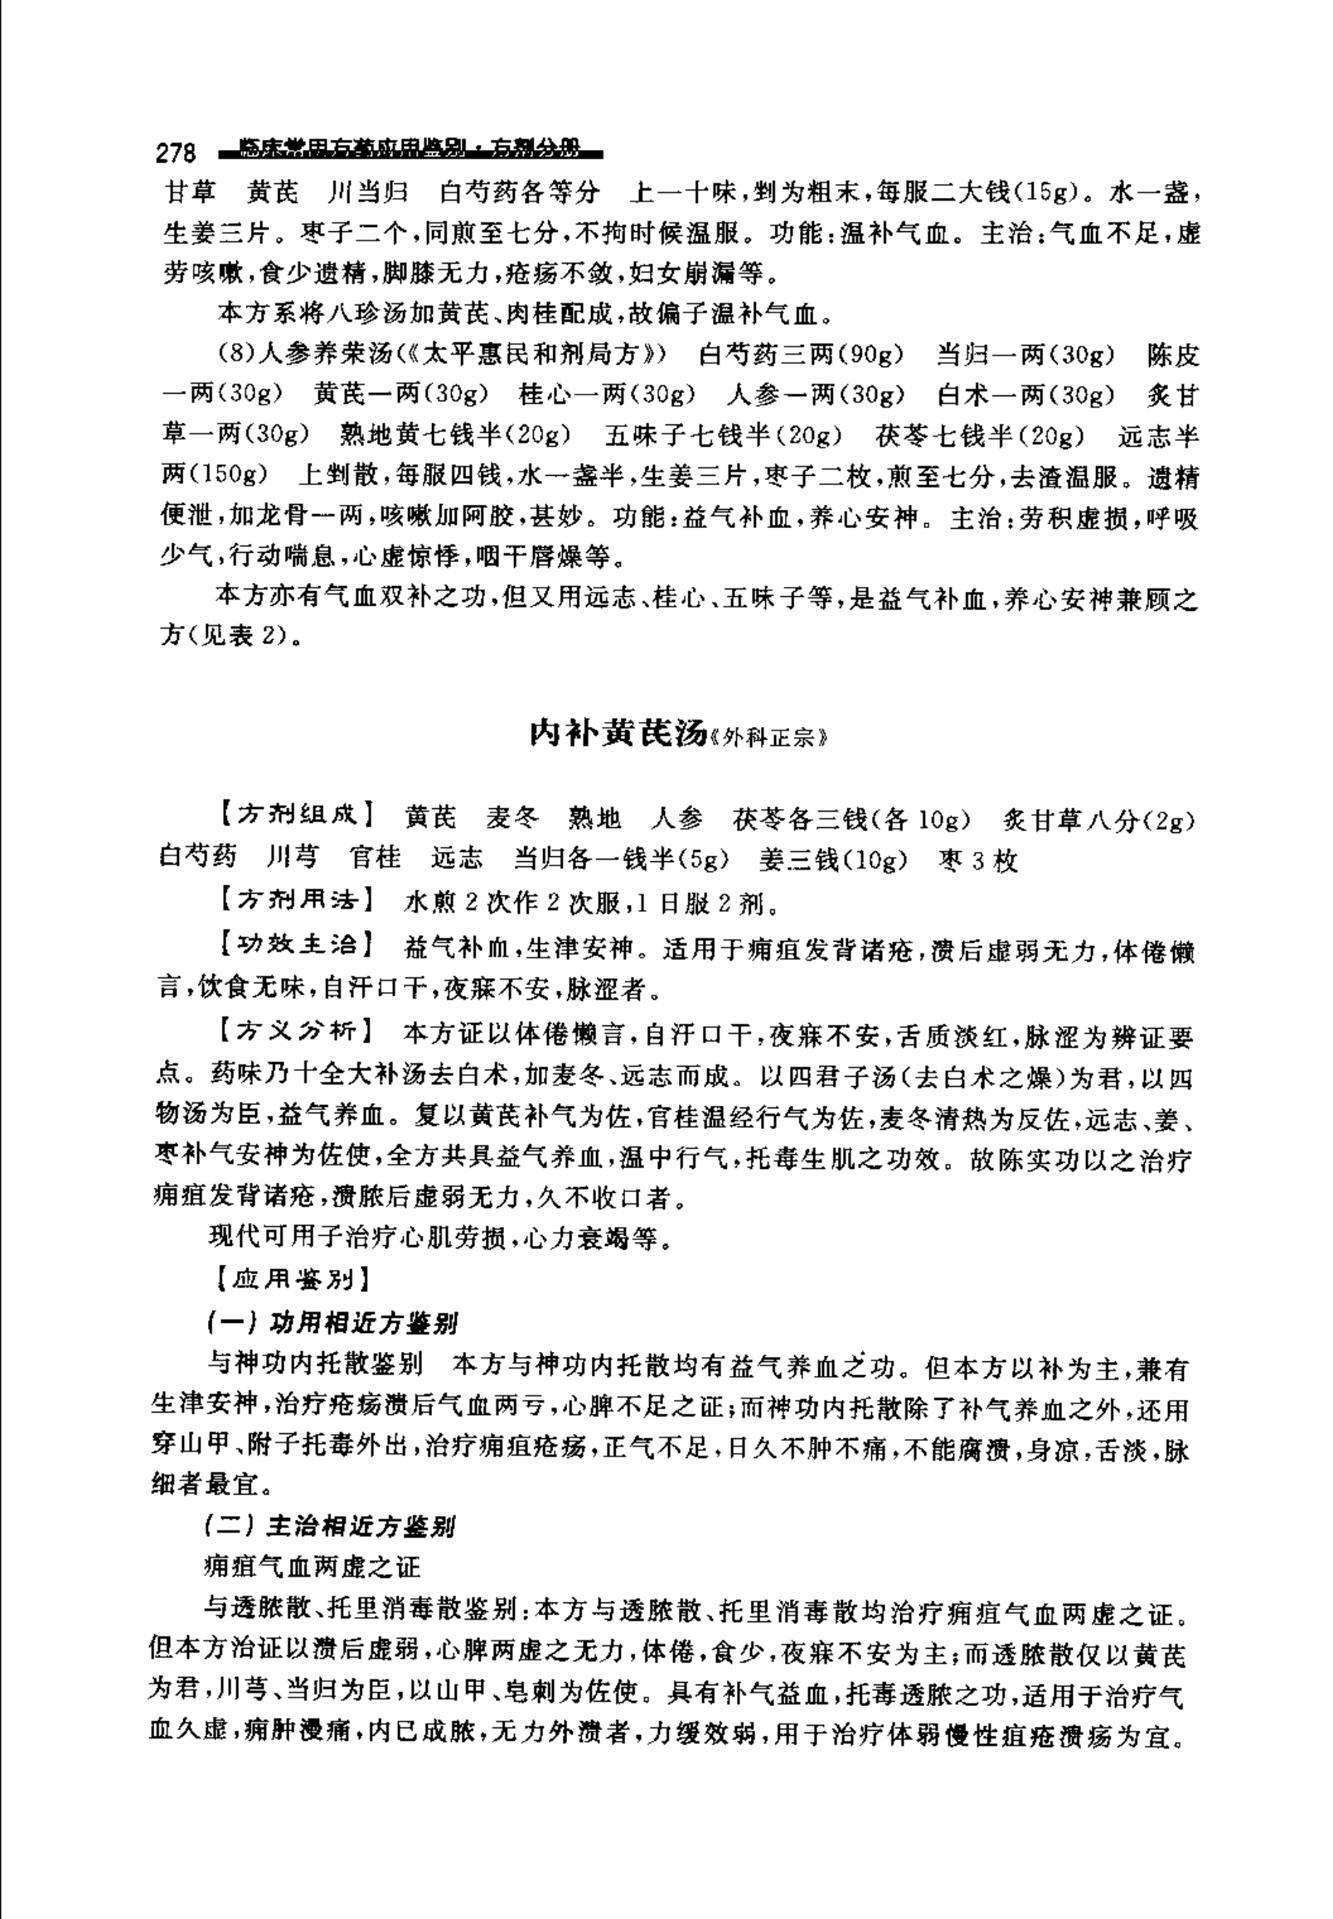 278 临床常用方药应用鉴别·方剂分册
甘草 黄芪 川当归 白芍药各等分 上一十味,剉为粗末,每服二大钱(15g)。水一盏,
生姜三片。枣子二个,同煎至七分,不拘时候温服。功能:温补气血。主治:气血不足,虚
劳咳嗽,食少遗精,脚膝无力,疮疡不敛,妇女崩漏等。
本方系将八珍汤加黄芪、肉桂配成,故偏子温补气血。
(8)人参养荣汤(《太平惠民和剂局方》) 白芍药三两(90g) 当归一两(30g) 陈皮
一两(30g) 黄芪一两(30g) 桂心一两(30g) 人参一两(30g) 白术一两(30g) 炙甘
草一两(30g) 熟地黄七钱半(20g) 五味子七钱半(20g) 茯苓七钱半(20g) 远志半
两(150g) 上剉散,每服四钱,水一盏半,生姜三片,枣子二枚,煎至七分,去渣温服。遗精
便泄,加龙骨一两,咳嗽加阿胶,甚妙。功能:益气补血,养心安神。主治:劳积虚损,呼吸
少气,行动喘息,心虚惊悸,咽干唇燥等。
本方亦有气血双补之功,但又用远志、桂心、五味子等,是益气补血,养心安神兼顾之
方(见表 2)。
内补黄芪汤《外科正宗》
【方剂组成】 黄芪 麦冬 熟地 人参 茯苓各三钱(各 10g) 炙甘草八分(2g)
白芍药 川芎 官桂 远志 当归各一钱半(5g) 姜三钱(10g) 枣 3 枚
【方剂用法】 水煎 2 次作 2 次服,1 日服 2 剂。
【功效主治】 益气补血,生津安神。适用于痈疽发背诸疮,溃后虚弱无力,体倦懒
言,饮食无味,自汗口干,夜寐不安,脉涩者。
【方义分析】 本方证以体倦懒言,自汗口干,夜寐不安,舌质淡红,脉涩为辨证要
点。药味乃十全大补汤去白术,加麦冬、远志而成。以四君子汤(去白术之燥)为君,以四
物汤为臣,益气养血。复以黄芪补气为佐,官桂温经行气为佐,麦冬清热为反佐,远志、姜、
枣补气安神为佐使,全方共具益气养血,温中行气,托毒生肌之功效。故陈实功以之治疗
痈疽发背诸疮,溃脓后虚弱无力,久不收口者。
现代可用子治疗心肌劳损,心力衰竭等。
【应用鉴别】
(一)功用相近方鉴别
与神功内托散鉴别 本方与神功内托散均有益气养血之功。但本方以补为主,兼有
生津安神,治疗疮疡溃后气血两亏,心脾不足之证;而神功内托散除了补气养血之外,还用
穿山甲、附子托毒外出,治疗痈疽疮疡,正气不足,日久不肿不痛,不能腐溃,身凉,舌淡,脉
细者最宜。
(二)主治相近方鉴别
痈疽气血两虚之证
与透脓散、托里消毒散鉴别:本方与透脓散、托里消毒散均治疗痈疽气血两虚之证。
但本方治证以溃后虚弱,心脾两虚之无力,体倦,食少,夜寐不安为主;而透脓散仅以黄芪
为君,川芎、当归为臣,以山甲、皂刺为佐使。具有补气益血,托毒透脓之功,适用于治疗气
血久虚,痈肿漫痛,内已成脓,无力外溃者,力缓效弱,用于治疗体弱慢性疽疮溃疡为宜。